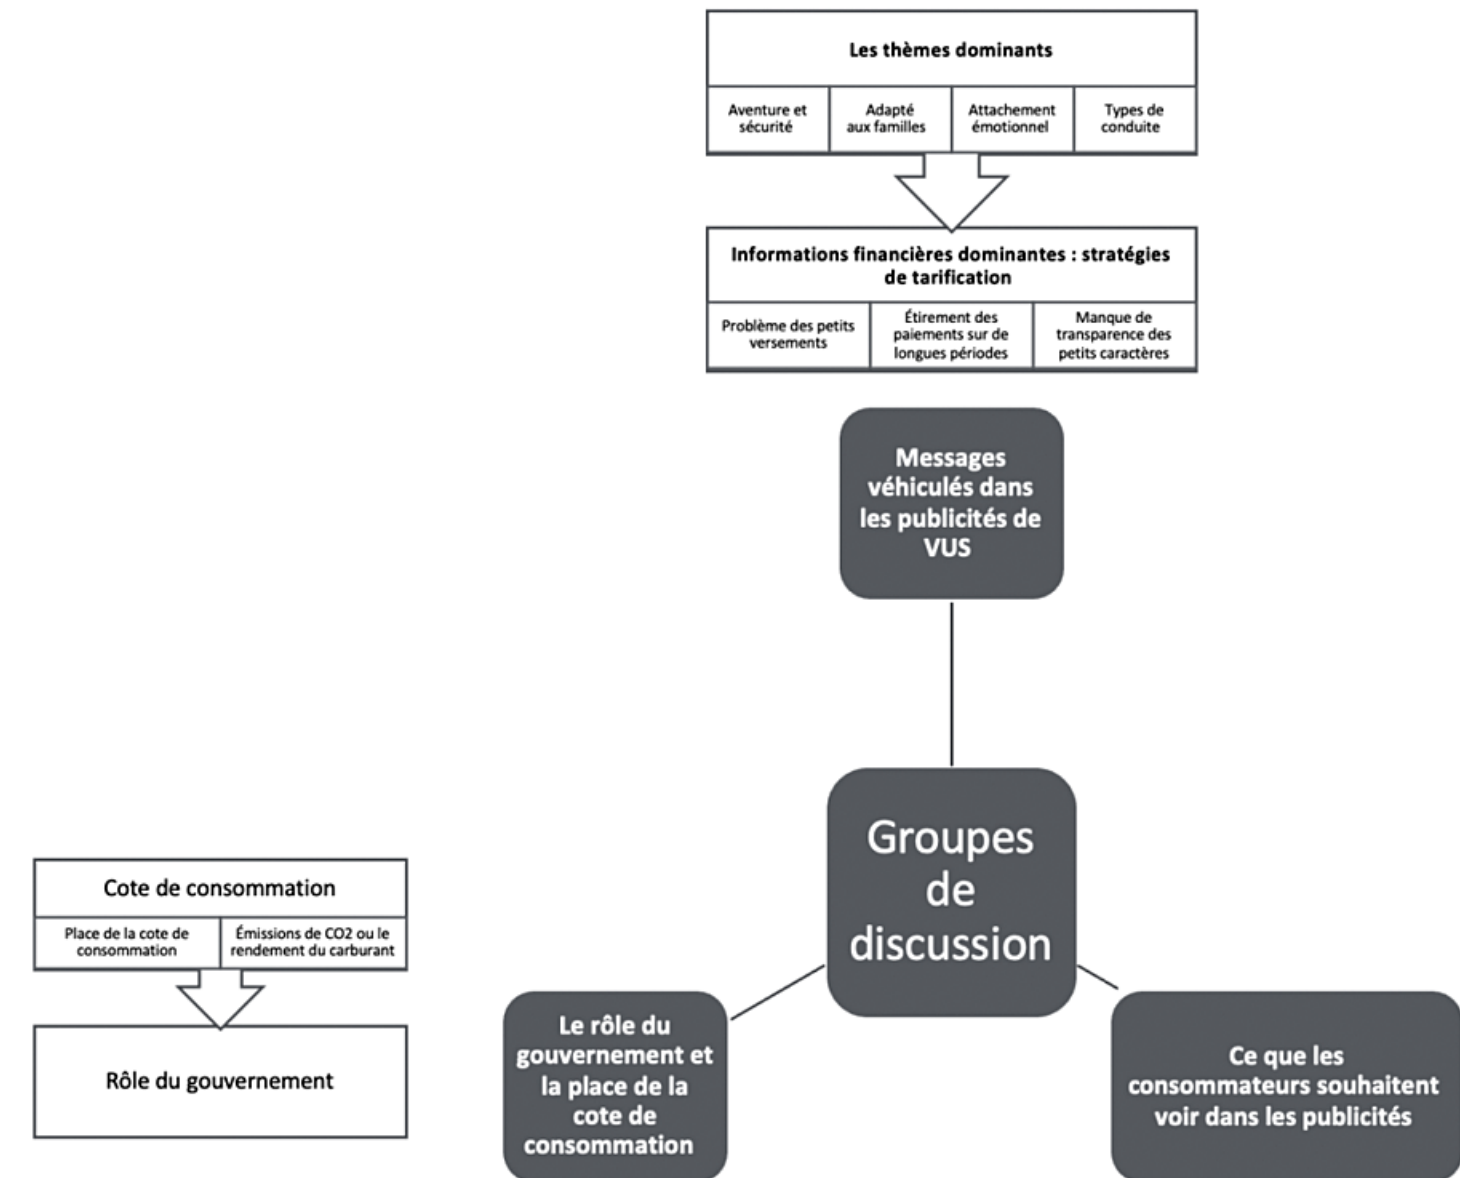 Les thèmes dominants
Aventure et
sécurité
Adapté
aux familles
Attachement
émotionnel
Types de
conduite
Informations financières dominantes : stratégies
de tarification
Problème des petits
versements
Étirement des
paiements sur de
longues périodes
Manque de
transparence des
petits caractères
Messages
véhiculés dans
les publicités de
VUS
Groupes
de
discussion
Cote de consommation
Place de la cote de
consommation
Émissions de CO2 ou le
rendement du carburant
Rôle du gouvernement
Le rôle du
gouvernement et
la place de la
cote de
consommation
Ce que les
consommateurs souhaitent
voir dans les publicités